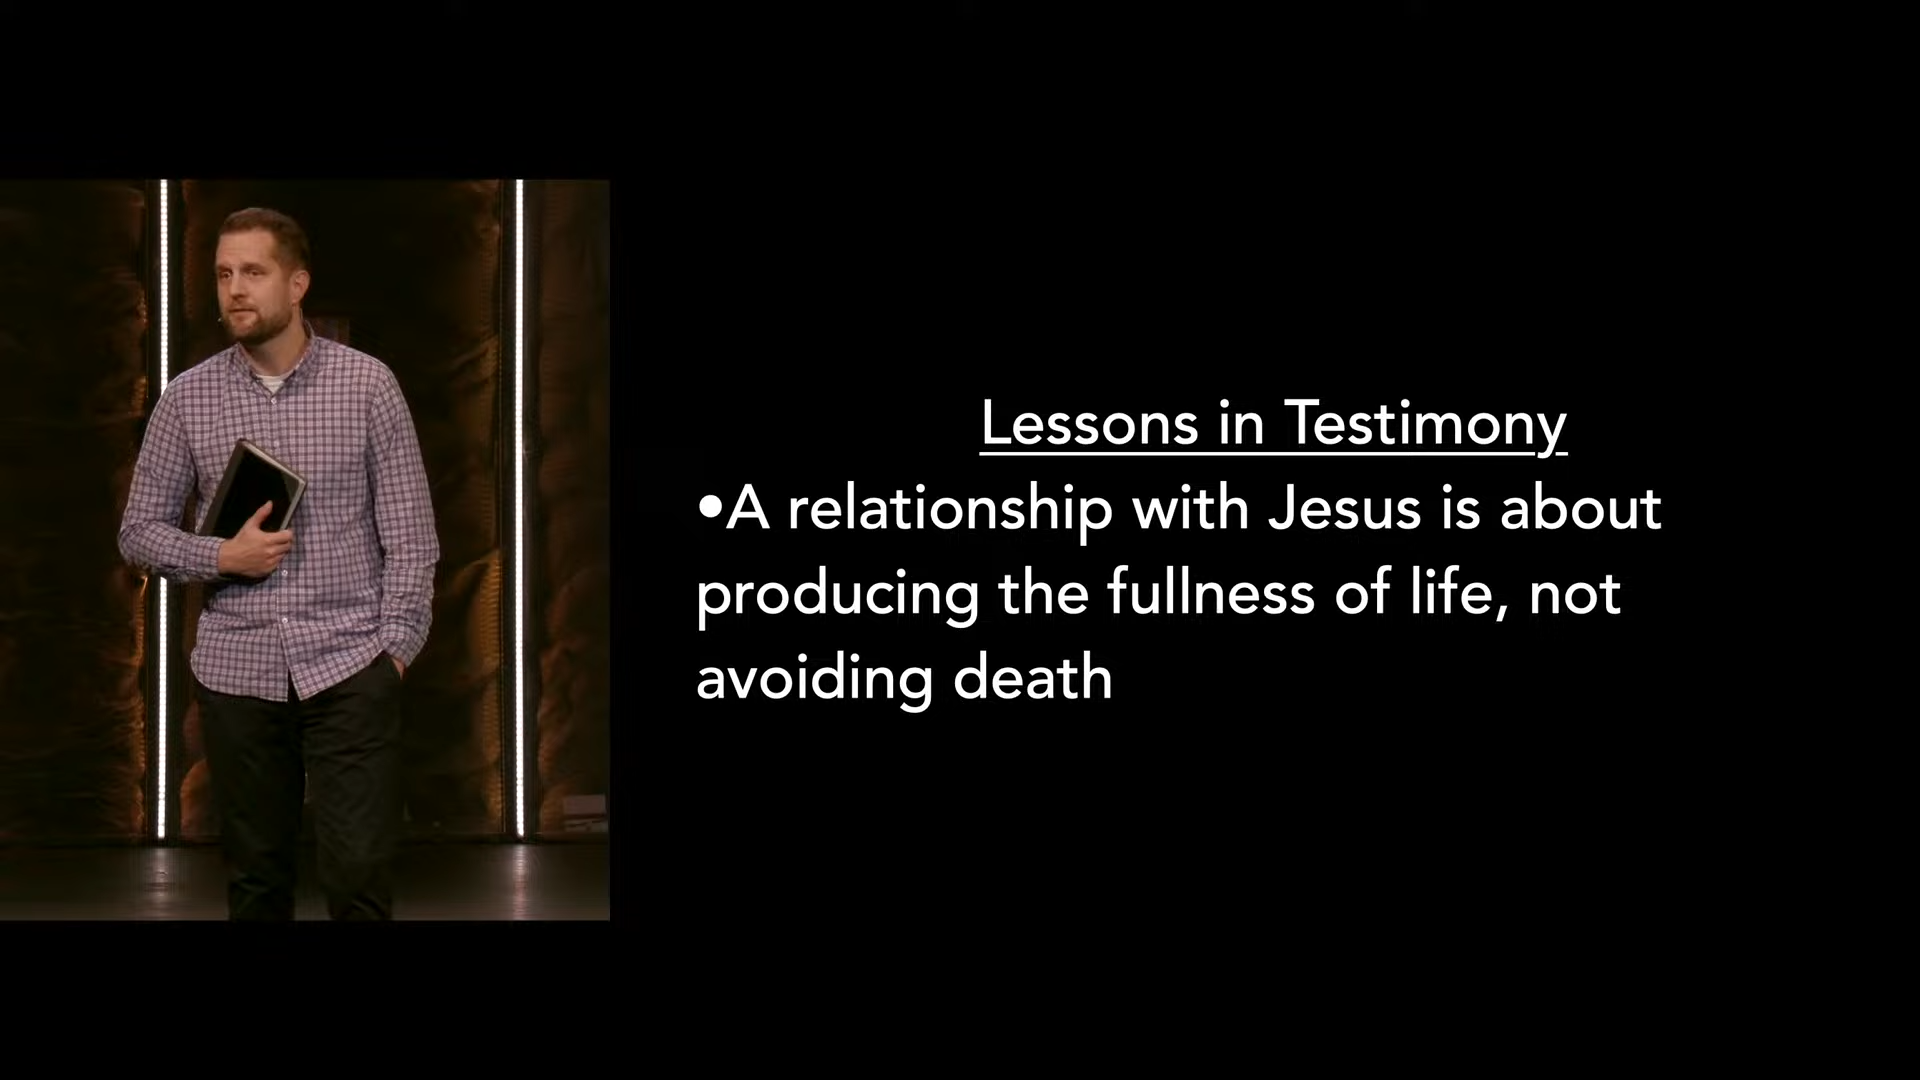 Lessons in Testimony
•A relationship with Jesus is about
producing the fullness of life, not
avoiding death